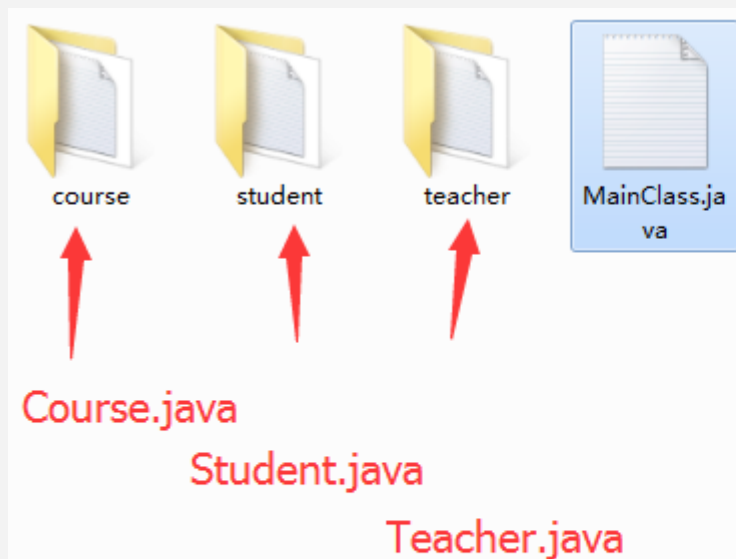 course
student
teacher
MainClass.ja
va
Course.java
Student.java
Teacher.java